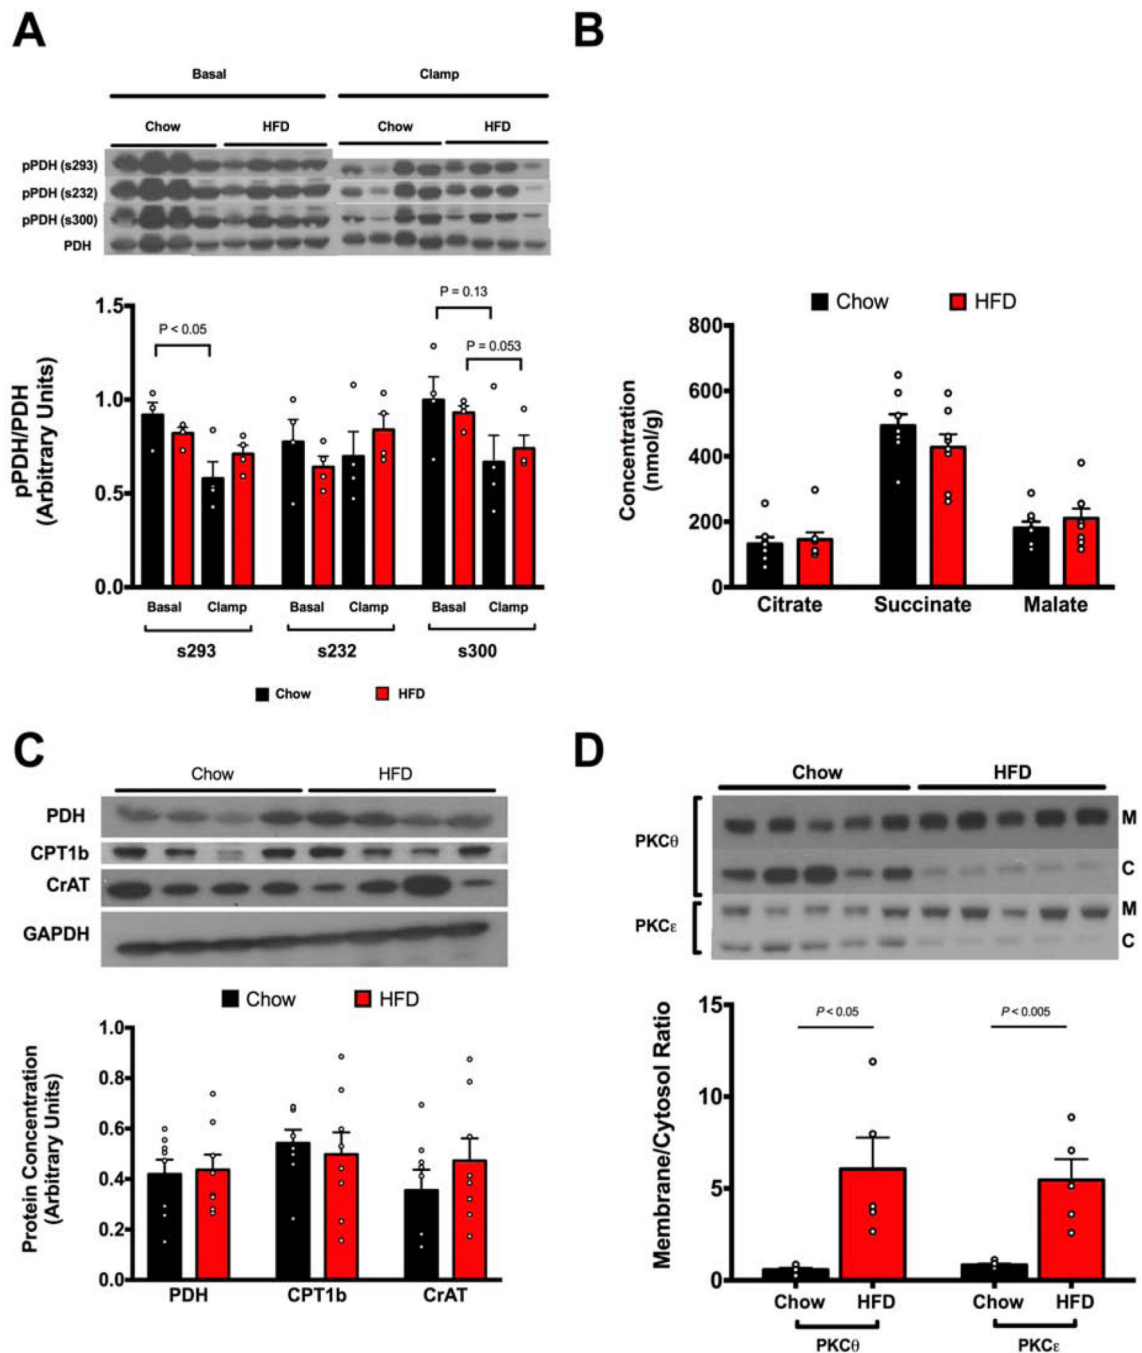 A
Basal Clamp
Chow HFD Chow HFD
pPDH (s293)
pPDH (s232)
pPDH (s300)
PDH
pPDH/PDH
(Arbitrary Units)
1.5
1.0
0.5
0.0
P < 0.05
P = 0.13
P = 0.053
Basal Clamp Basal Clamp Basal Clamp
s293 s232 s300
Chow HFD
B
Chow HFD
Concentration
(nmol/g)
800
600
400
200
0
Citrate Succinate Malate
C
Chow HFD
PDH
CPT1b
CrAT
GAPDH
Chow HFD
Protein Concentration
(Arbitrary Units)
1.0
0.8
0.6
0.4
0.2
0.0
PDH CPT1b CrAT
D
Chow HFD
PKCθ
M
C
PKCε
M
C
Membrane/Cytosol Ratio
15
10
5
0
P < 0.05 P < 0.005
Chow HFD Chow HFD
PKCθ PKCε